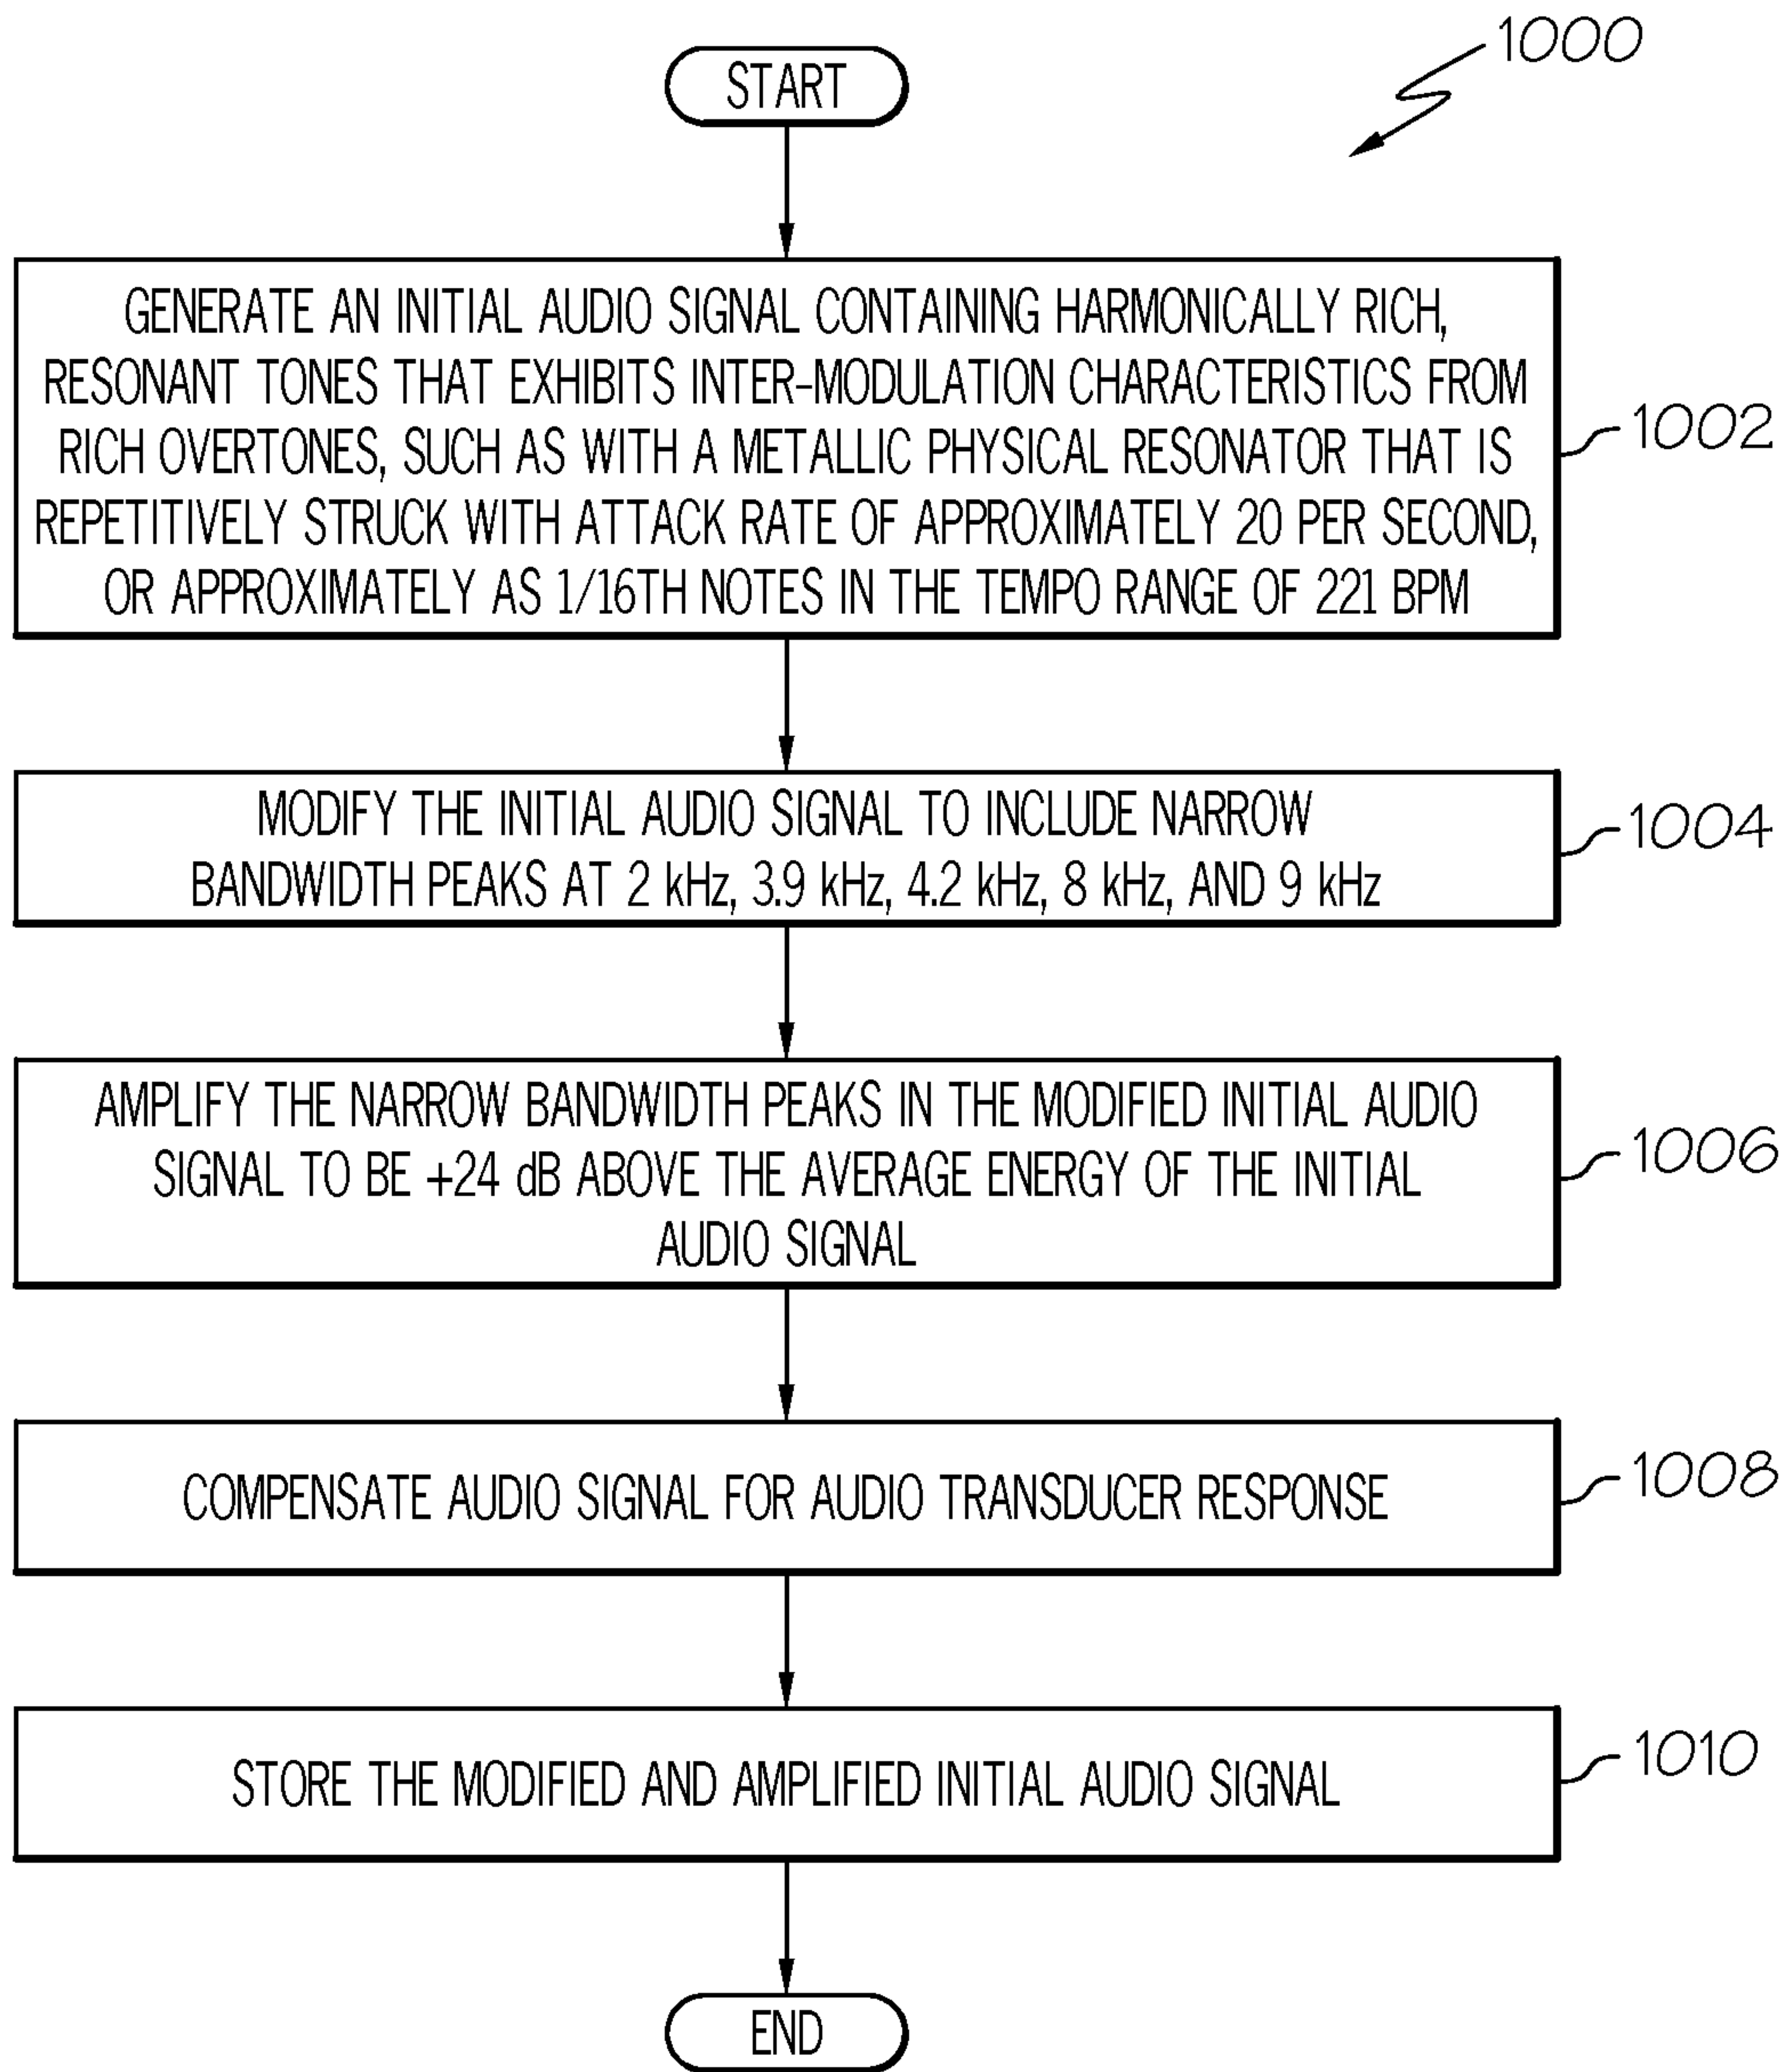 1000
START
GENERATE AN INITIAL AUDIO SIGNAL CONTAINING HARMONICALLY RICH,
RESONANT TONES THAT EXHIBITS INTER-MODULATION CHARACTERISTICS FROM
RICH OVERTONES, SUCH AS WITH A METALLIC PHYSICAL RESONATOR THAT IS
REPETITIVELY STRUCK WITH ATTACK RATE OF APPROXIMATELY 20 PER SECOND,
OR APPROXIMATELY AS 1/16TH NOTES IN THE TEMPO RANGE OF 221 BPM
1002
MODIFY THE INITIAL AUDIO SIGNAL TO INCLUDE NARROW
BANDWIDTH PEAKS AT 2 kHz, 3.9 kHz, 4.2 kHz, 8 kHz, AND 9 kHz
1004
AMPLIFY THE NARROW BANDWIDTH PEAKS IN THE MODIFIED INITIAL AUDIO
SIGNAL TO BE +24 dB ABOVE THE AVERAGE ENERGY OF THE INITIAL
AUDIO SIGNAL
1006
COMPENSATE AUDIO SIGNAL FOR AUDIO TRANSDUCER RESPONSE
1008
STORE THE MODIFIED AND AMPLIFIED INITIAL AUDIO SIGNAL
1010
END